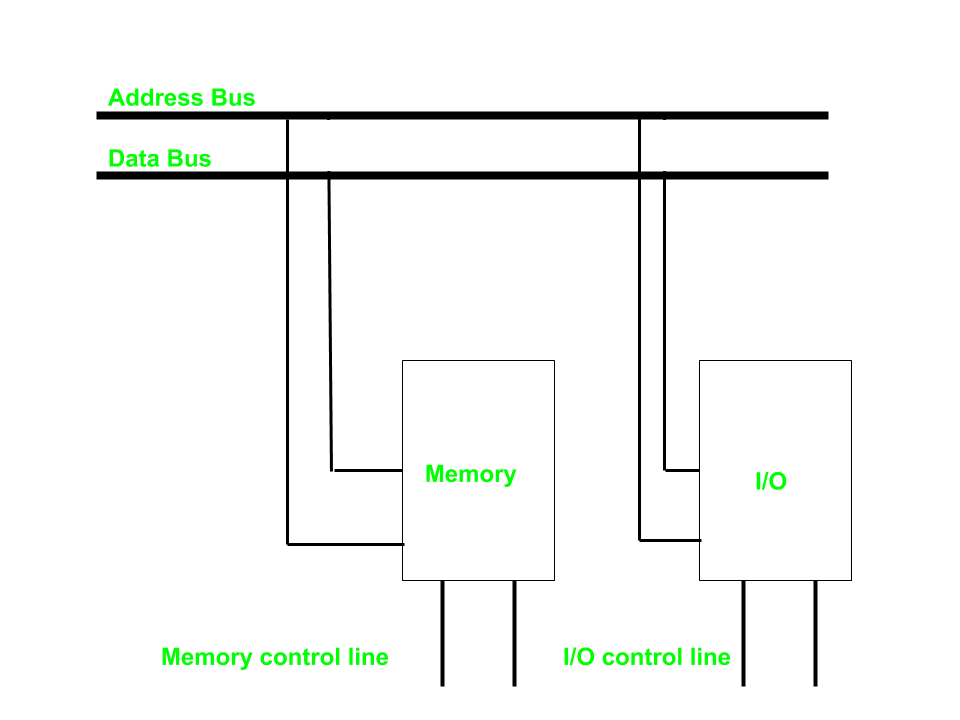 Address Bus
Data Bus
Memory
I/O
Memory control line
I/O control line